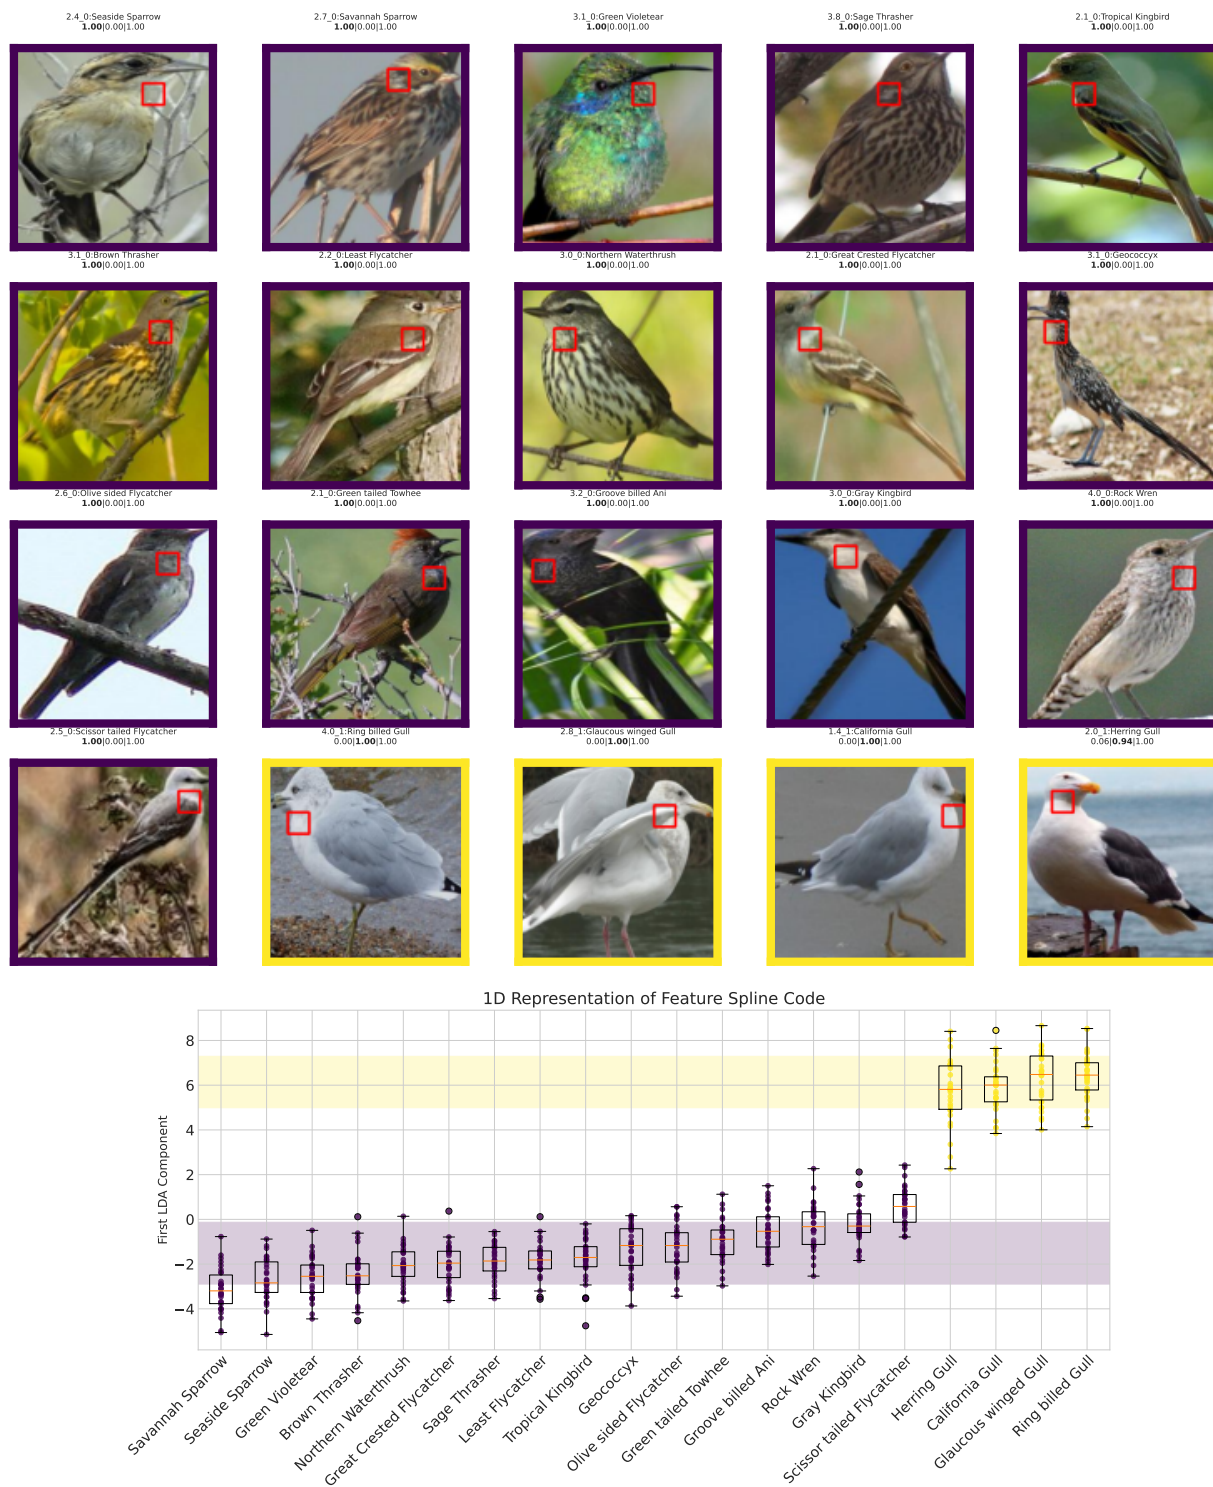 2.4_0:Seaside Sparrow
1.00|0.00|1.00
2.7_0:Savannah Sparrow
1.00|0.00|1.00
3.1_0:Green Violetear
1.00|0.00|1.00
3.8_0:Sage Thrasher
1.00|0.00|1.00
2.1_0:Tropical Kingbird
1.00|0.00|1.00
3.1_0:Brown Thrasher
1.00|0.00|1.00
2.2_0:Least Flycatcher
1.00|0.00|1.00
3.0_0:Northern Waterthrush
1.00|0.00|1.00
2.1_0:Great Crested Flycatcher
1.00|0.00|1.00
3.1_0:Geococcyx
1.00|0.00|1.00
2.6_0:Olive sided Flycatcher
1.00|0.00|1.00
2.1_0:Green tailed Towhee
1.00|0.00|1.00
3.2_0:Groove billed Ani
1.00|0.00|1.00
3.0_0:Gray Kingbird
1.00|0.00|1.00
4.0_0:Rock Wren
1.00|0.00|1.00
2.5_0:Scissor tailed Flycatcher
1.00|0.00|1.00
4.0_1:Ring billed Gull
0.00|1.00|1.00
2.8_1:Glaucous winged Gull
0.00|1.00|1.00
1.4_1:California Gull
0.00|1.00|1.00
2.0_1:Herring Gull
0.06|0.94|1.00
1D Representation of Feature Spline Code
First LDA Component
8
6
4
2
0
−2
−4
Savannah Sparrow
Seaside Sparrow
Green Violetear
Brown Thrasher
Northern Waterthrush
Great Crested Flycatcher
Sage Thrasher
Least Flycatcher
Tropical Kingbird
Geococcyx
Olive sided Flycatcher
Green tailed Towhee
Groove billed Ani
Rock Wren
Gray Kingbird
Scissor tailed Flycatcher
Herring Gull
California Gull
Glaucous winged Gull
Ring billed Gull